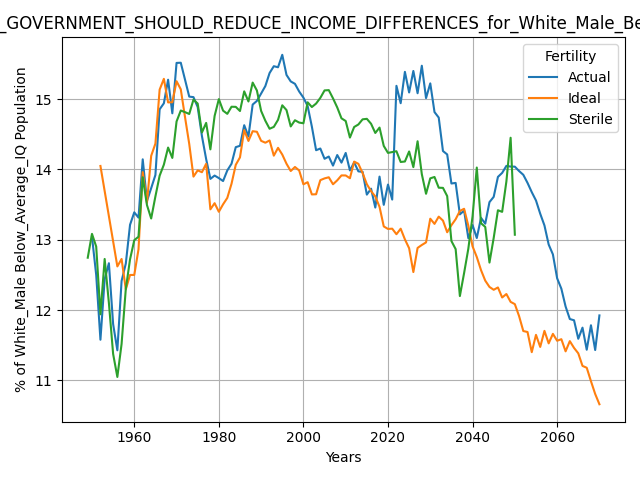 _GOVERNMENT_SHOULD_REDUCE_INCOME_DIFFERENCES_for_White_Male_Be
% of White_Male Below_Average_IQ Population
15
14
13
12
11
1960 1980 2000 2020 2040 2060
Years
Fertility
Actual
Ideal
Sterile